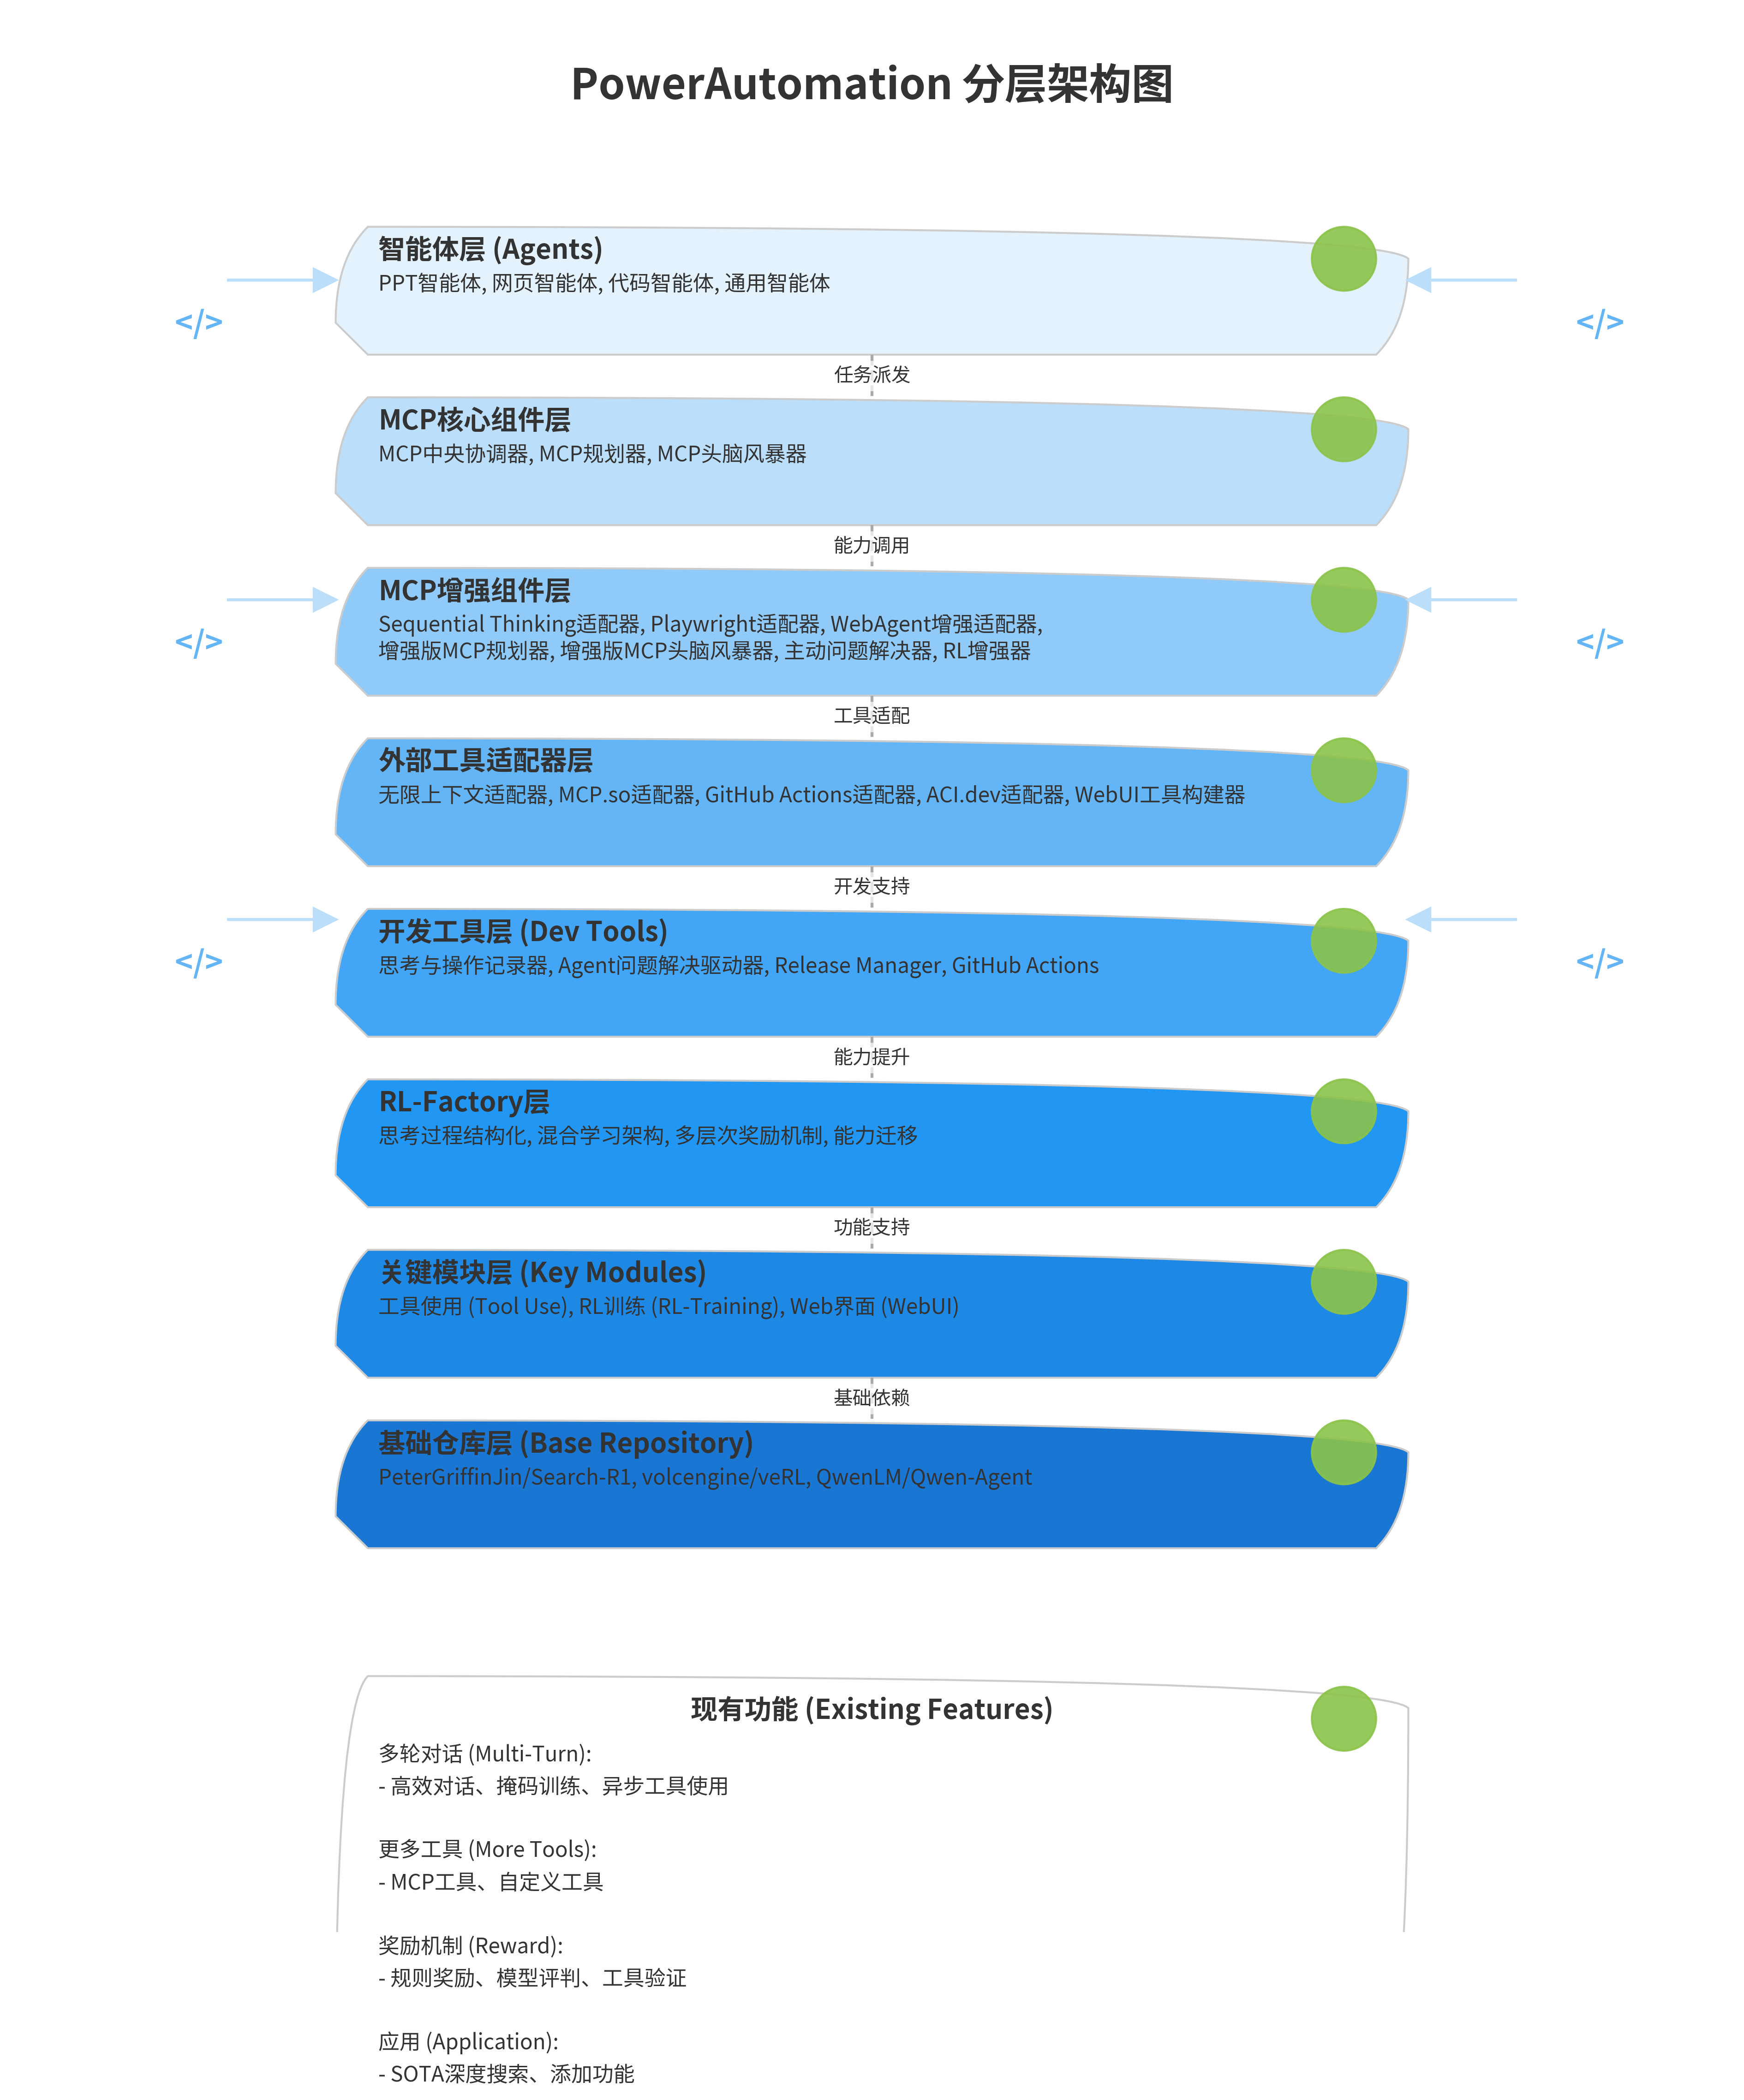 PowerAutomation 分层架构图
智能体层 (Agents)
PPT智能体, 网页智能体, 代码智能体, 通用智能体
</>
</>
任务派发
MCP核心组件层
MCP中央协调器, MCP规划器, MCP头脑风暴器
能力调用
MCP增强组件层
Sequential Thinking适配器, Playwright适配器, WebAgent增强适配器,
增强版MCP规划器, 增强版MCP头脑风暴器, 主动问题解决器, RL增强器
</>
</>
工具适配
外部工具适配器层
无限上下文适配器, MCP.so适配器, GitHub Actions适配器, ACI.dev适配器, WebUI工具构建器
开发支持
开发工具层 (Dev Tools)
思考与操作记录器, Agent问题解决驱动器, Release Manager, GitHub Actions
</>
</>
能力提升
RL-Factory层
思考过程结构化, 混合学习架构, 多层次奖励机制, 能力迁移
功能支持
关键模块层 (Key Modules)
工具使用 (Tool Use), RL训练 (RL-Training), Web界面 (WebUI)
基础依赖
基础仓库层 (Base Repository)
PeterGriffinJin/Search-R1, volcengine/veRL, QwenLM/Qwen-Agent
现有功能 (Existing Features)
多轮对话 (Multi-Turn):
- 高效对话、掩码训练、异步工具使用
更多工具 (More Tools):
- MCP工具、自定义工具
奖励机制 (Reward):
- 规则奖励、模型评判、工具验证
应用 (Application):
- SOTA深度搜索、添加功能